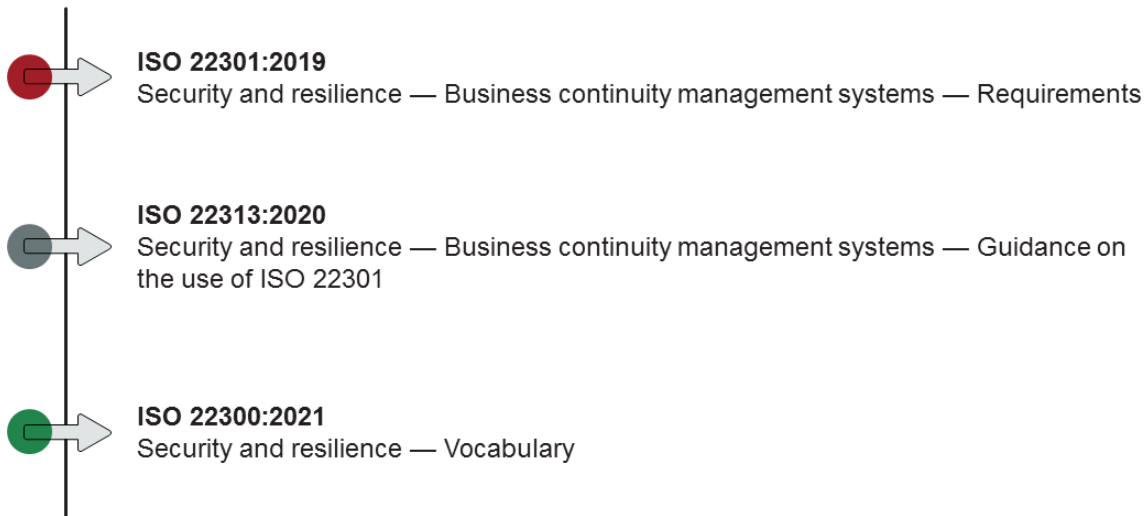 ISO 22301:2019
Security and resilience — Business continuity management systems — Requirements
ISO 22313:2020
Security and resilience — Business continuity management systems — Guidance on
the use of ISO 22301
ISO 22300:2021
Security and resilience — Vocabulary